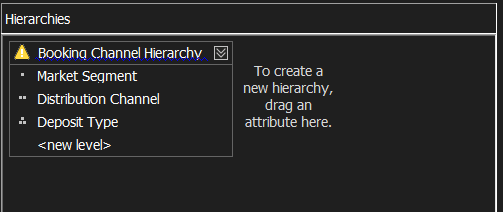 Hierarchies
Booking Channel Hierarchy
Market Segment
Distribution Channel
Deposit Type
<new level>
To create a
new hierarchy,
drag an
attribute here.